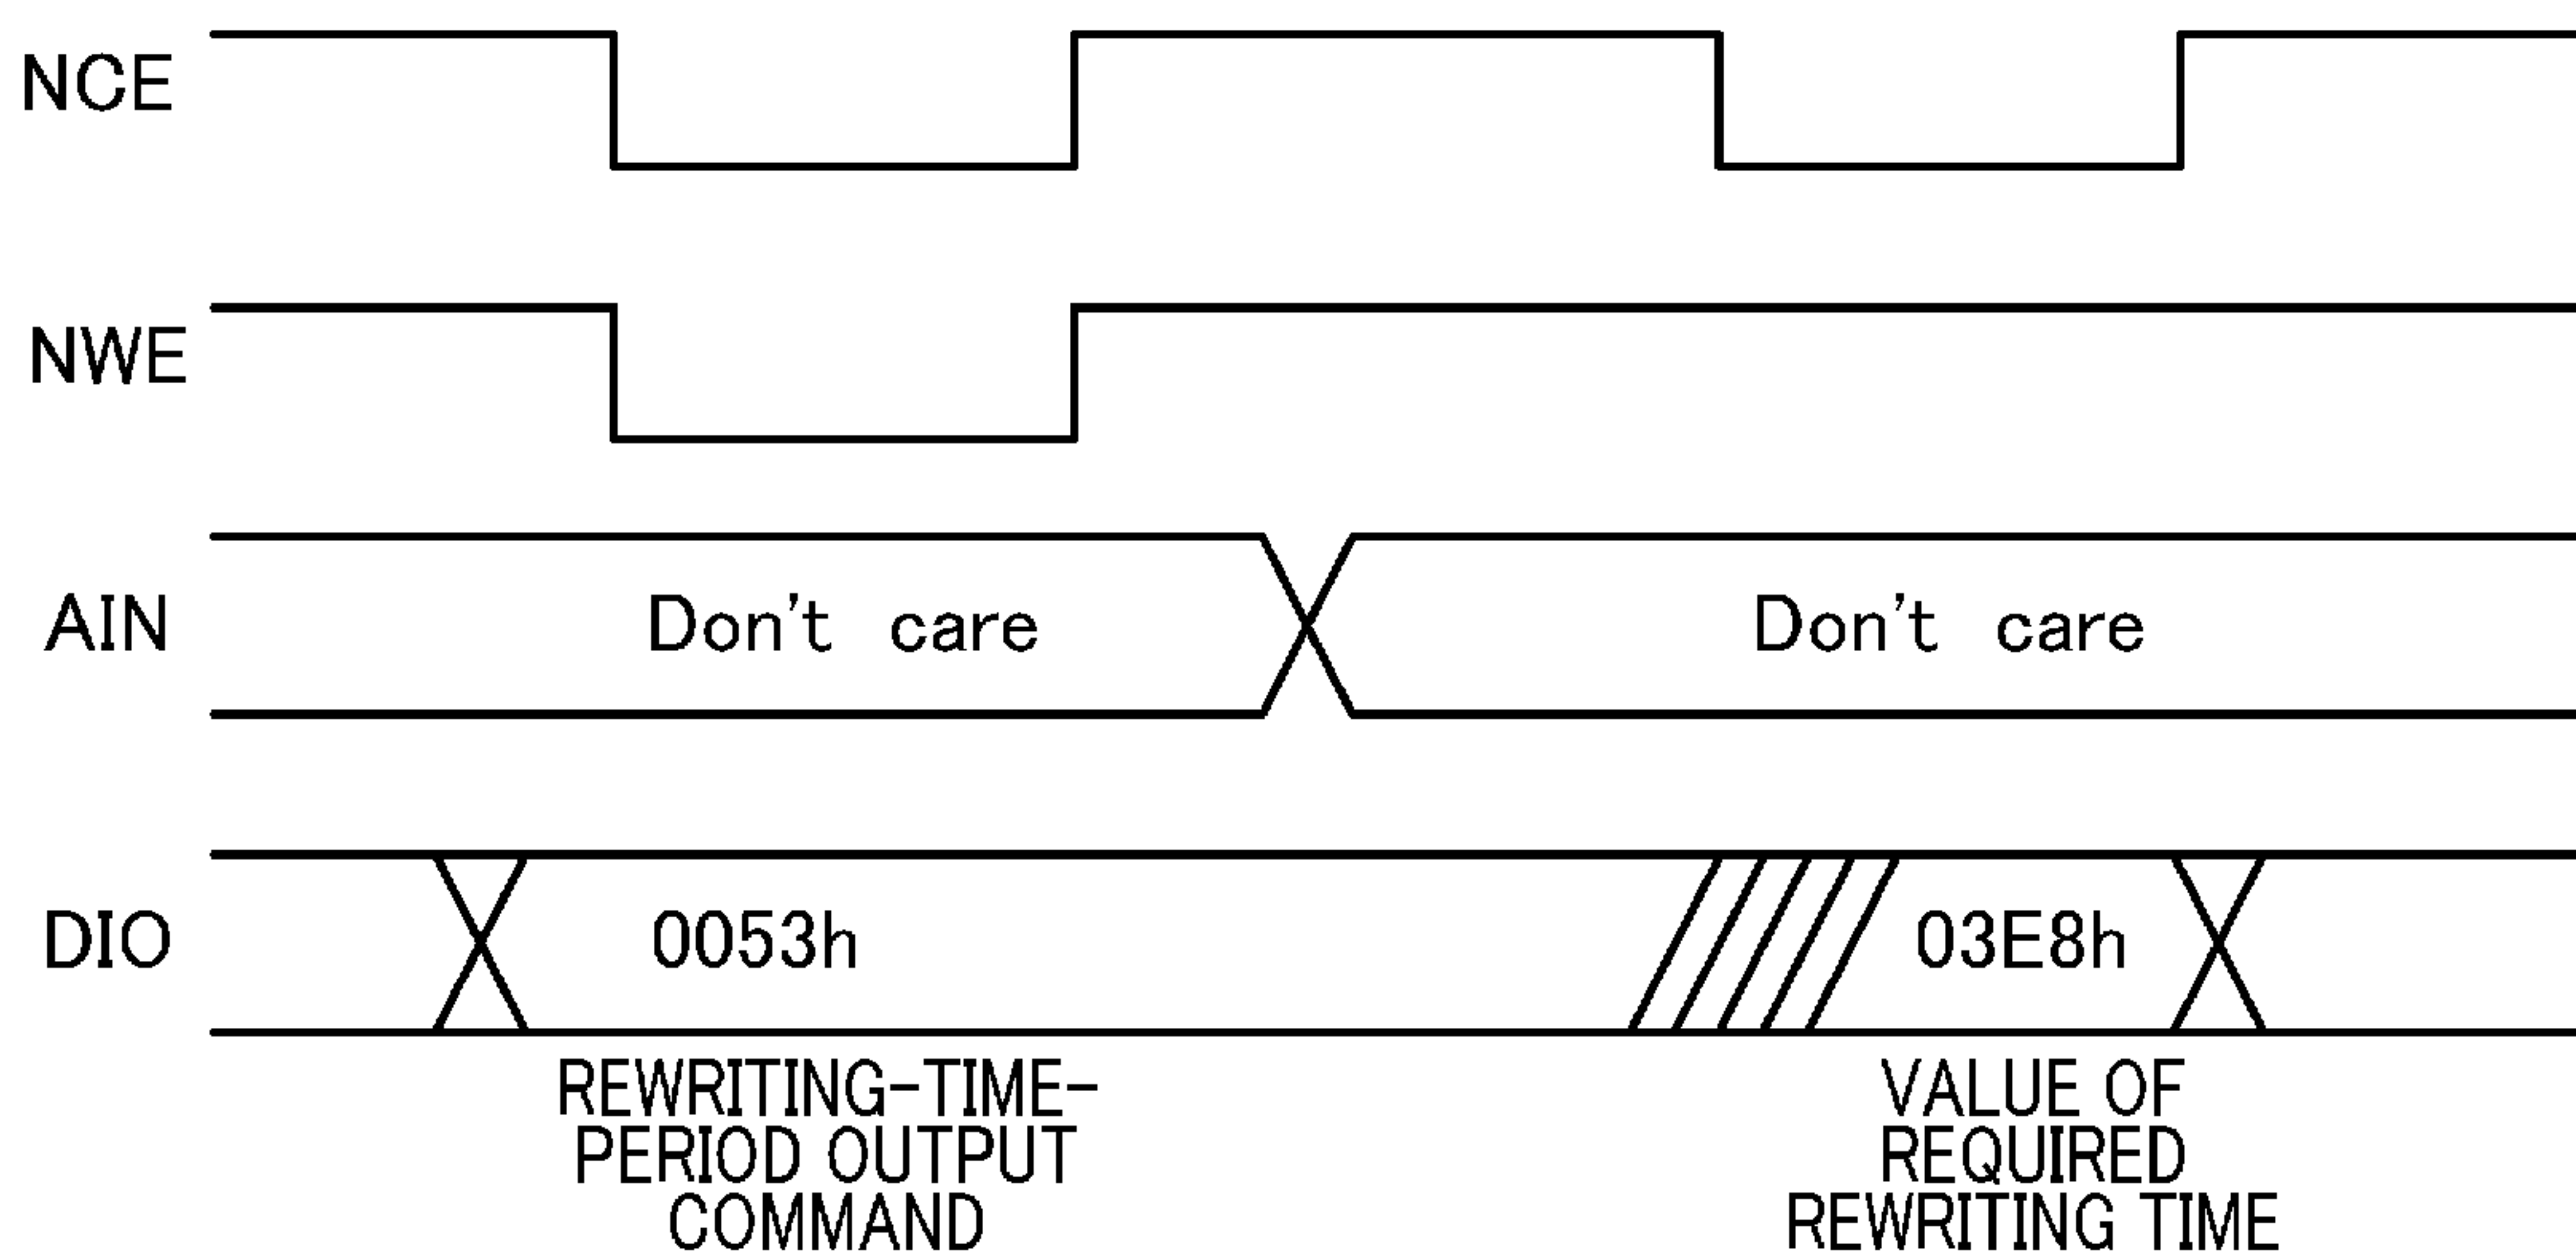 NCE
NWE
AIN
Don't care
Don't care
DIO
0053h
03E8h
REWRITING-TIME-
PERIOD OUTPUT
COMMAND
VALUE OF
REQUIRED
REWRITING TIME